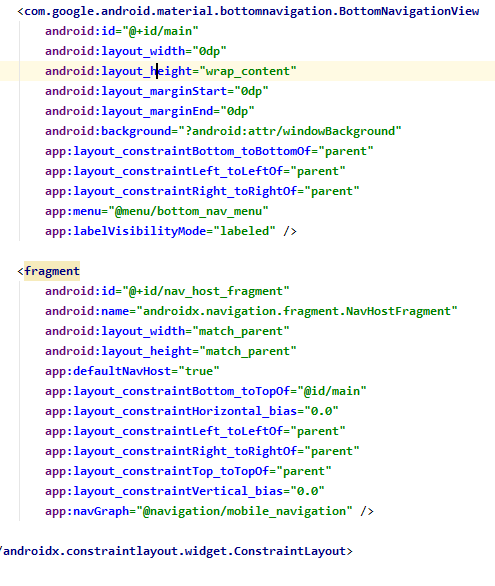 <com.google.android.material.bottomnavigation.BottomNavigationView
android:id="@+id/main"
android:layout_width="0dp"
android:layout_height="wrap_content"
android:layout_marginStart="0dp"
android:layout_marginEnd="0dp"
android:background="?android:attr/windowBackground"
app:layout_constraintBottom_toBottomOf="parent"
app:layout_constraintLeft_toLeftOf="parent"
app:layout_constraintRight_toRightOf="parent"
app:menu="@menu/bottom_nav_menu"
app:labelVisibilityMode="labeled" />
<fragment
android:id="@+id/nav_host_fragment"
android:name="androidx.navigation.fragment.NavHostFragment"
android:layout_width="match_parent"
android:layout_height="match_parent"
app:defaultNavHost="true"
app:layout_constraintBottom_toTopOf="@id/main"
app:layout_constraintHorizontal_bias="0.0"
app:layout_constraintLeft_toLeftOf="parent"
app:layout_constraintRight_toRightOf="parent"
app:layout_constraintTop_toTopOf="parent"
app:layout_constraintVertical_bias="0.0"
app:navGraph="@navigation/mobile_navigation" />
/androidx.constraintlayout.widget.ConstraintLayout>